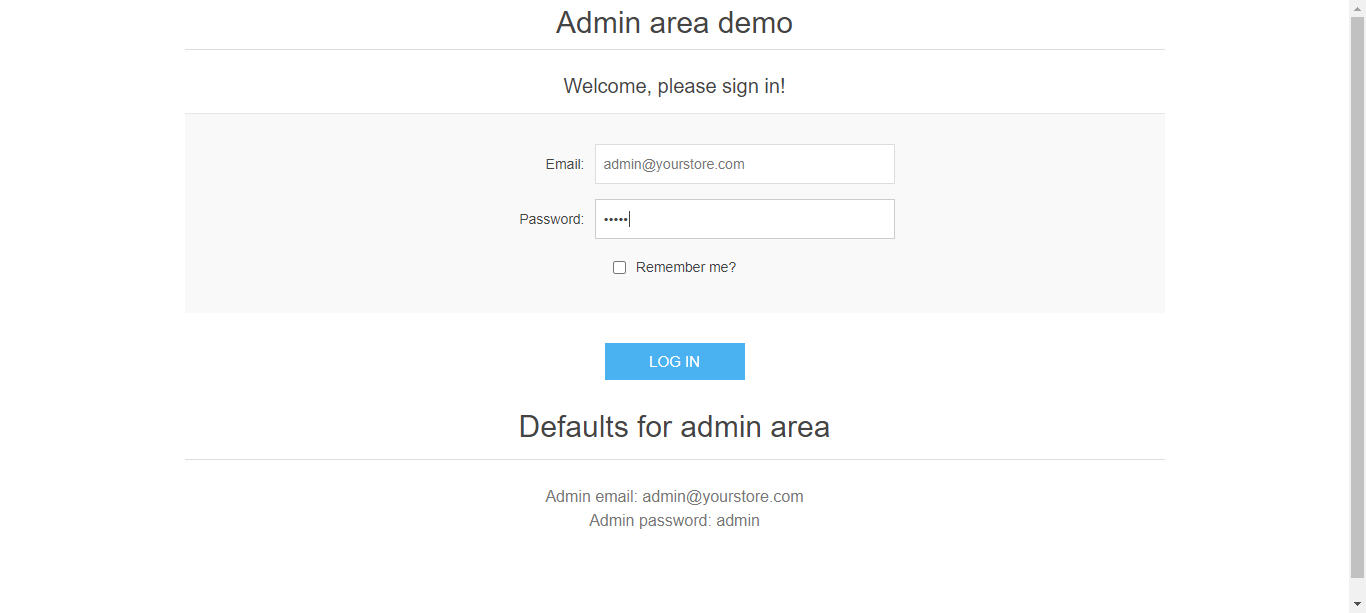 Admin area demo
Welcome, please sign in!
Email: admin@yourstore.com
Password: •••••
Remember me?
LOG IN
Defaults for admin area
Admin email: admin@yourstore.com
Admin password: admin